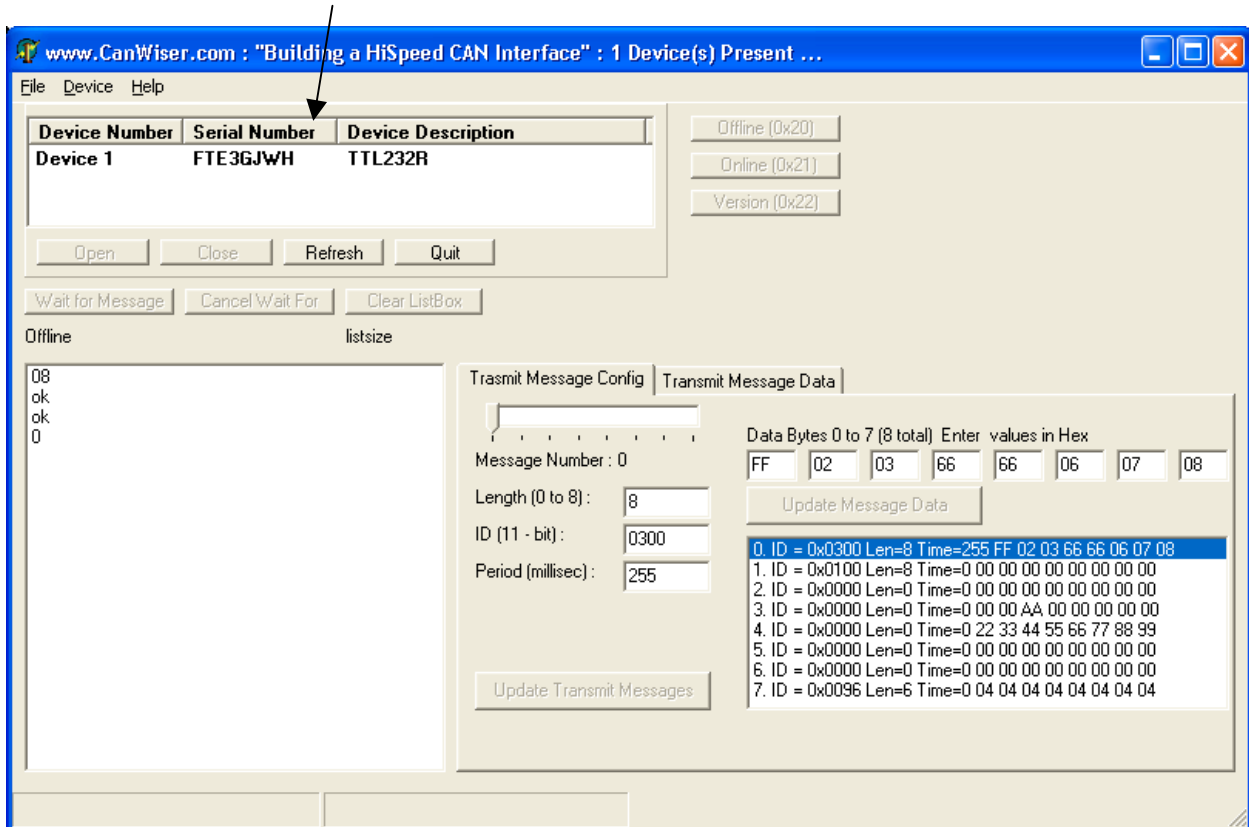 www.CanWiser.com : "Building a HiSpeed CAN Interface" : 1 Device(s) Present ...
File Device Help
Device Number Serial Number Device Description
Device 1 FTE3GJWH TTL232R
Offline (0x20)
Online (0x21)
Version (0x22)
Open Close Refresh Quit
Wait for Message Cancel Wait For Clear ListBox
Offline listsize
08
ok
ok
0
Trasmit Message Config Transmit Message Data
Message Number : 0
Length (0 to 8) : 8
ID (11 - bit) : 0300
Period (millisec) : 255
Update Transmit Messages
Data Bytes 0 to 7 (8 total) Enter values in Hex
FF 02 03 66 66 06 07 08
Update Message Data
0. ID = 0x0300 Len=8 Time=255 FF 02 03 66 66 06 07 08
1. ID = 0x0100 Len=8 Time=0 00 00 00 00 00 00 00 00
2. ID = 0x0000 Len=0 Time=0 00 00 00 00 00 00 00 00
3. ID = 0x0000 Len=0 Time=0 00 00 AA 00 00 00 00 00
4. ID = 0x0000 Len=0 Time=0 22 33 44 55 66 77 88 99
5. ID = 0x0000 Len=0 Time=0 00 00 00 00 00 00 00 00
6. ID = 0x0000 Len=0 Time=0 00 00 00 00 00 00 00 00
7. ID = 0x0096 Len=6 Time=0 04 04 04 04 04 04 04 04